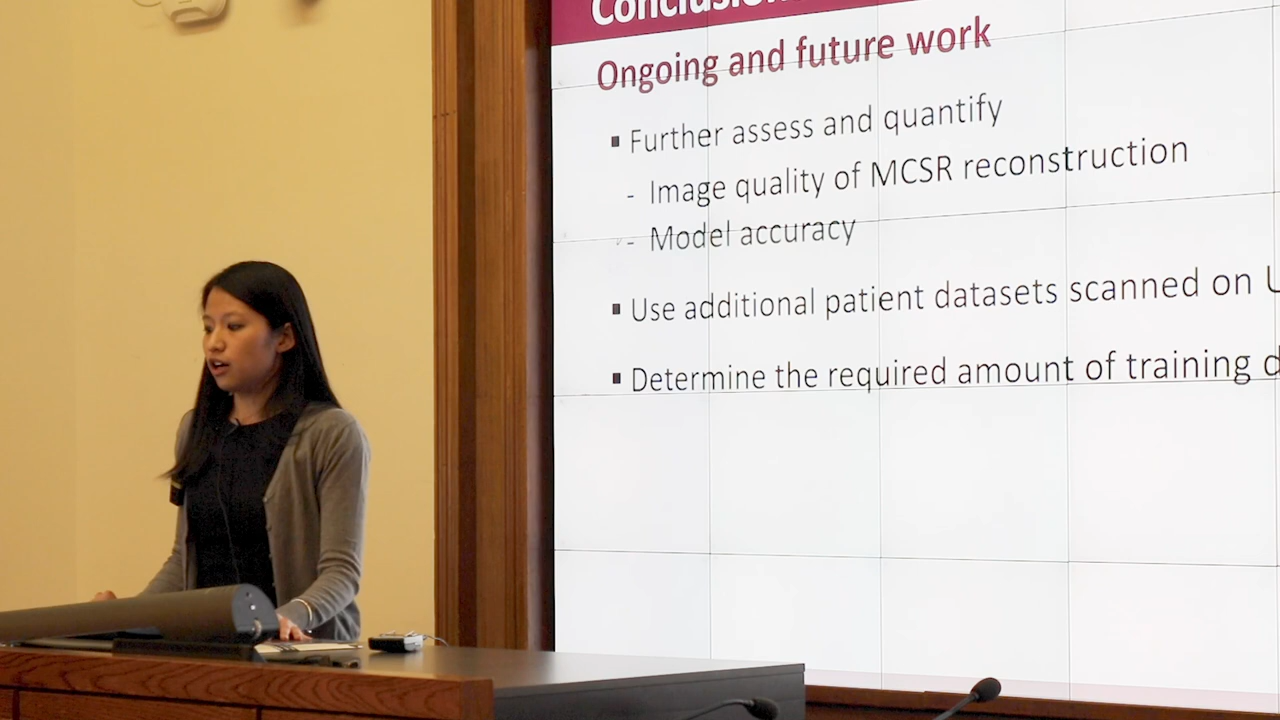 Conclusion
Ongoing and future work
▪ Further assess and quantify
- Image quality of MCSR reconstruction
- Model accuracy
▪ Use additional patient datasets scanned on
▪ Determine the required amount of training